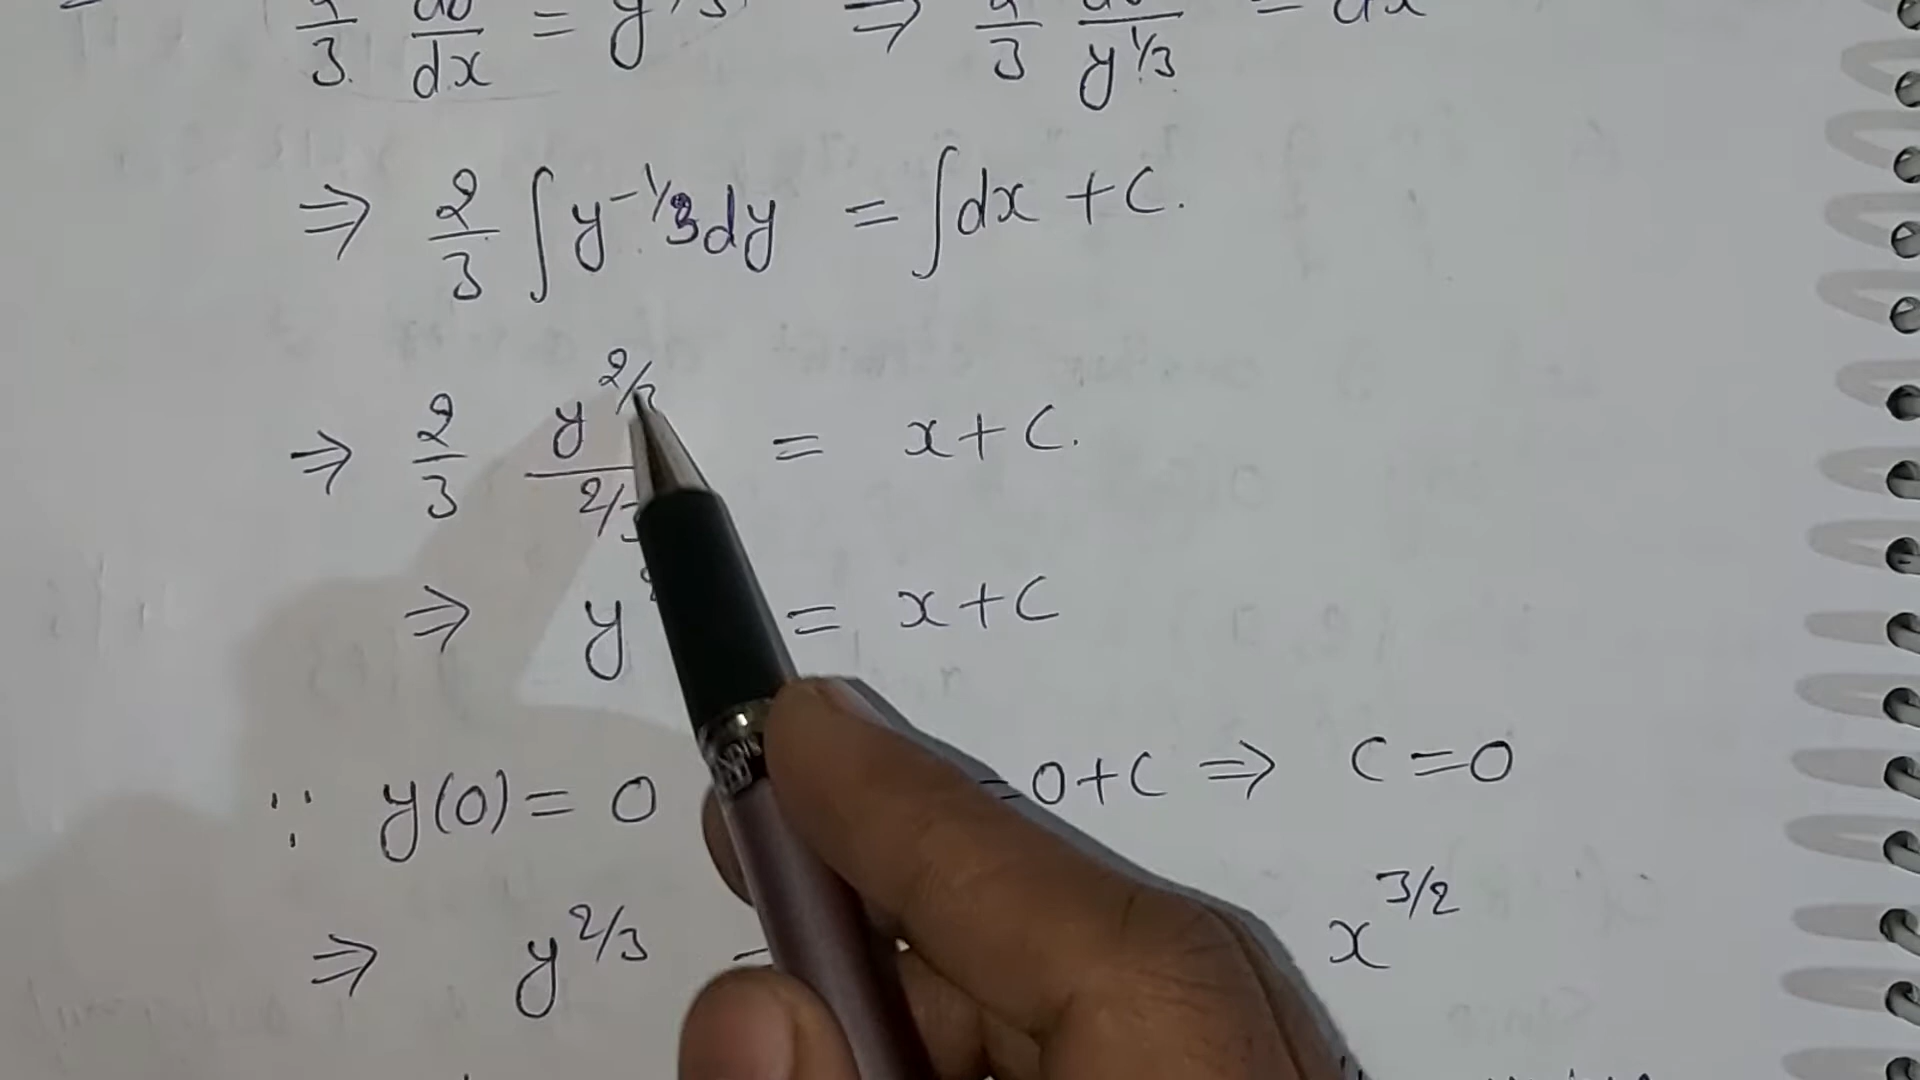 3 dx = y ⇒ 3 y^1/3 = dx
⇒ 2/3 ∫ y^-1/3 dy = ∫ dx + C.
⇒ 2/3 y^2/3 / 2/3 = x + C.
⇒ y = x + C
∵ y(0) = 0 = 0 + C ⇒ C = 0
⇒ y^2/3 x^3/2